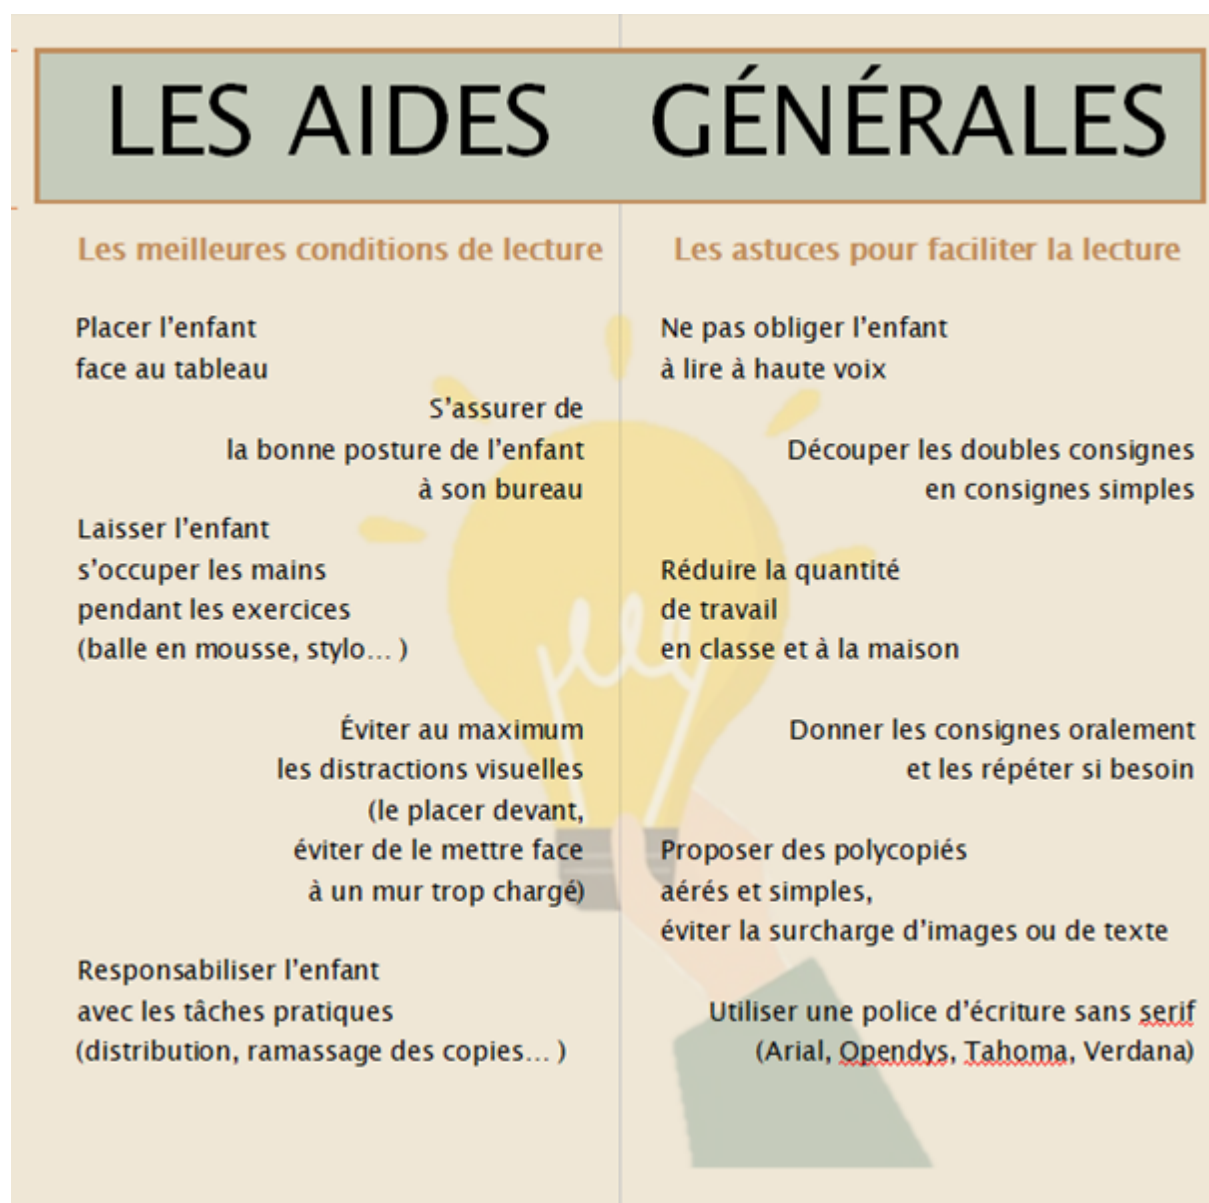 LES AIDES GÉNÉRALES
Les meilleures conditions de lecture
Placer l’enfant
face au tableau
S’assurer de
la bonne posture de l’enfant
à son bureau
Laisser l’enfant
s’occuper les mains
pendant les exercices
(balle en mousse, stylo... )
Éviter au maximum
les distractions visuelles
(le placer devant,
éviter de le mettre face
à un mur trop chargé)
Responsabiliser l’enfant
avec les tâches pratiques
(distribution, ramassage des copies... )
Les astuces pour faciliter la lecture
Ne pas obliger l’enfant
à lire à haute voix
Découper les doubles consignes
en consignes simples
Réduire la quantité
de travail
en classe et à la maison
Donner les consignes oralement
et les répéter si besoin
Proposer des polycopiés
aérés et simples,
éviter la surcharge d’images ou de texte
Utiliser une police d’écriture sans serif
(Arial, Opendys, Tahoma, Verdana)